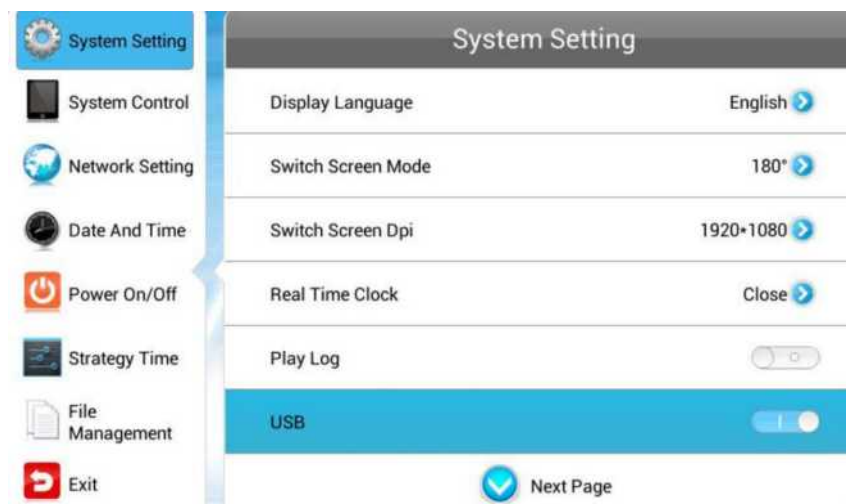 System Setting
System Control
Network Setting
Date And Time
Power On/Off
Strategy Time
File
Management
Exit
System Setting
Display Language English
Switch Screen Mode 180°
Switch Screen Dpi 1920*1080
Real Time Clock Close
Play Log
USB
Next Page